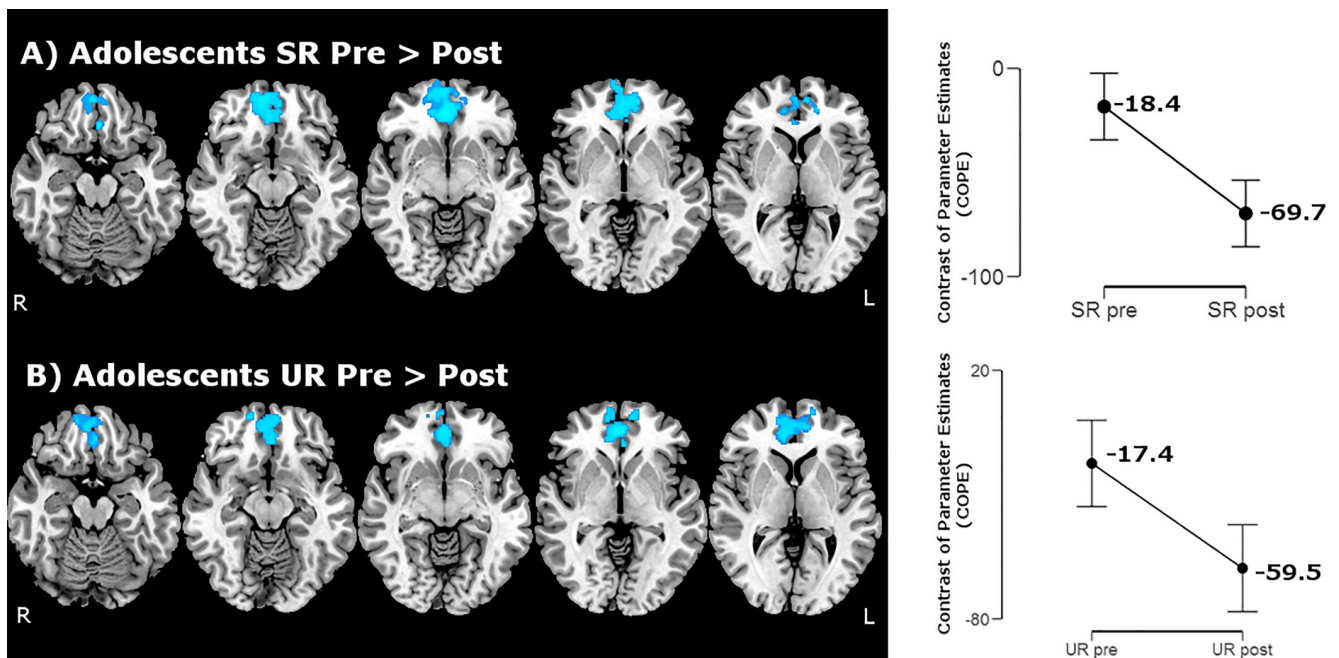 A) Adolescents SR Pre > Post
R
L
Contrast of Parameter Estimates
(COPE)
0
-100
-18.4
-69.7
SR pre
SR post
B) Adolescents UR Pre > Post
R
L
Contrast of Parameter Estimates
(COPE)
20
-80
-17.4
-59.5
UR pre
UR post